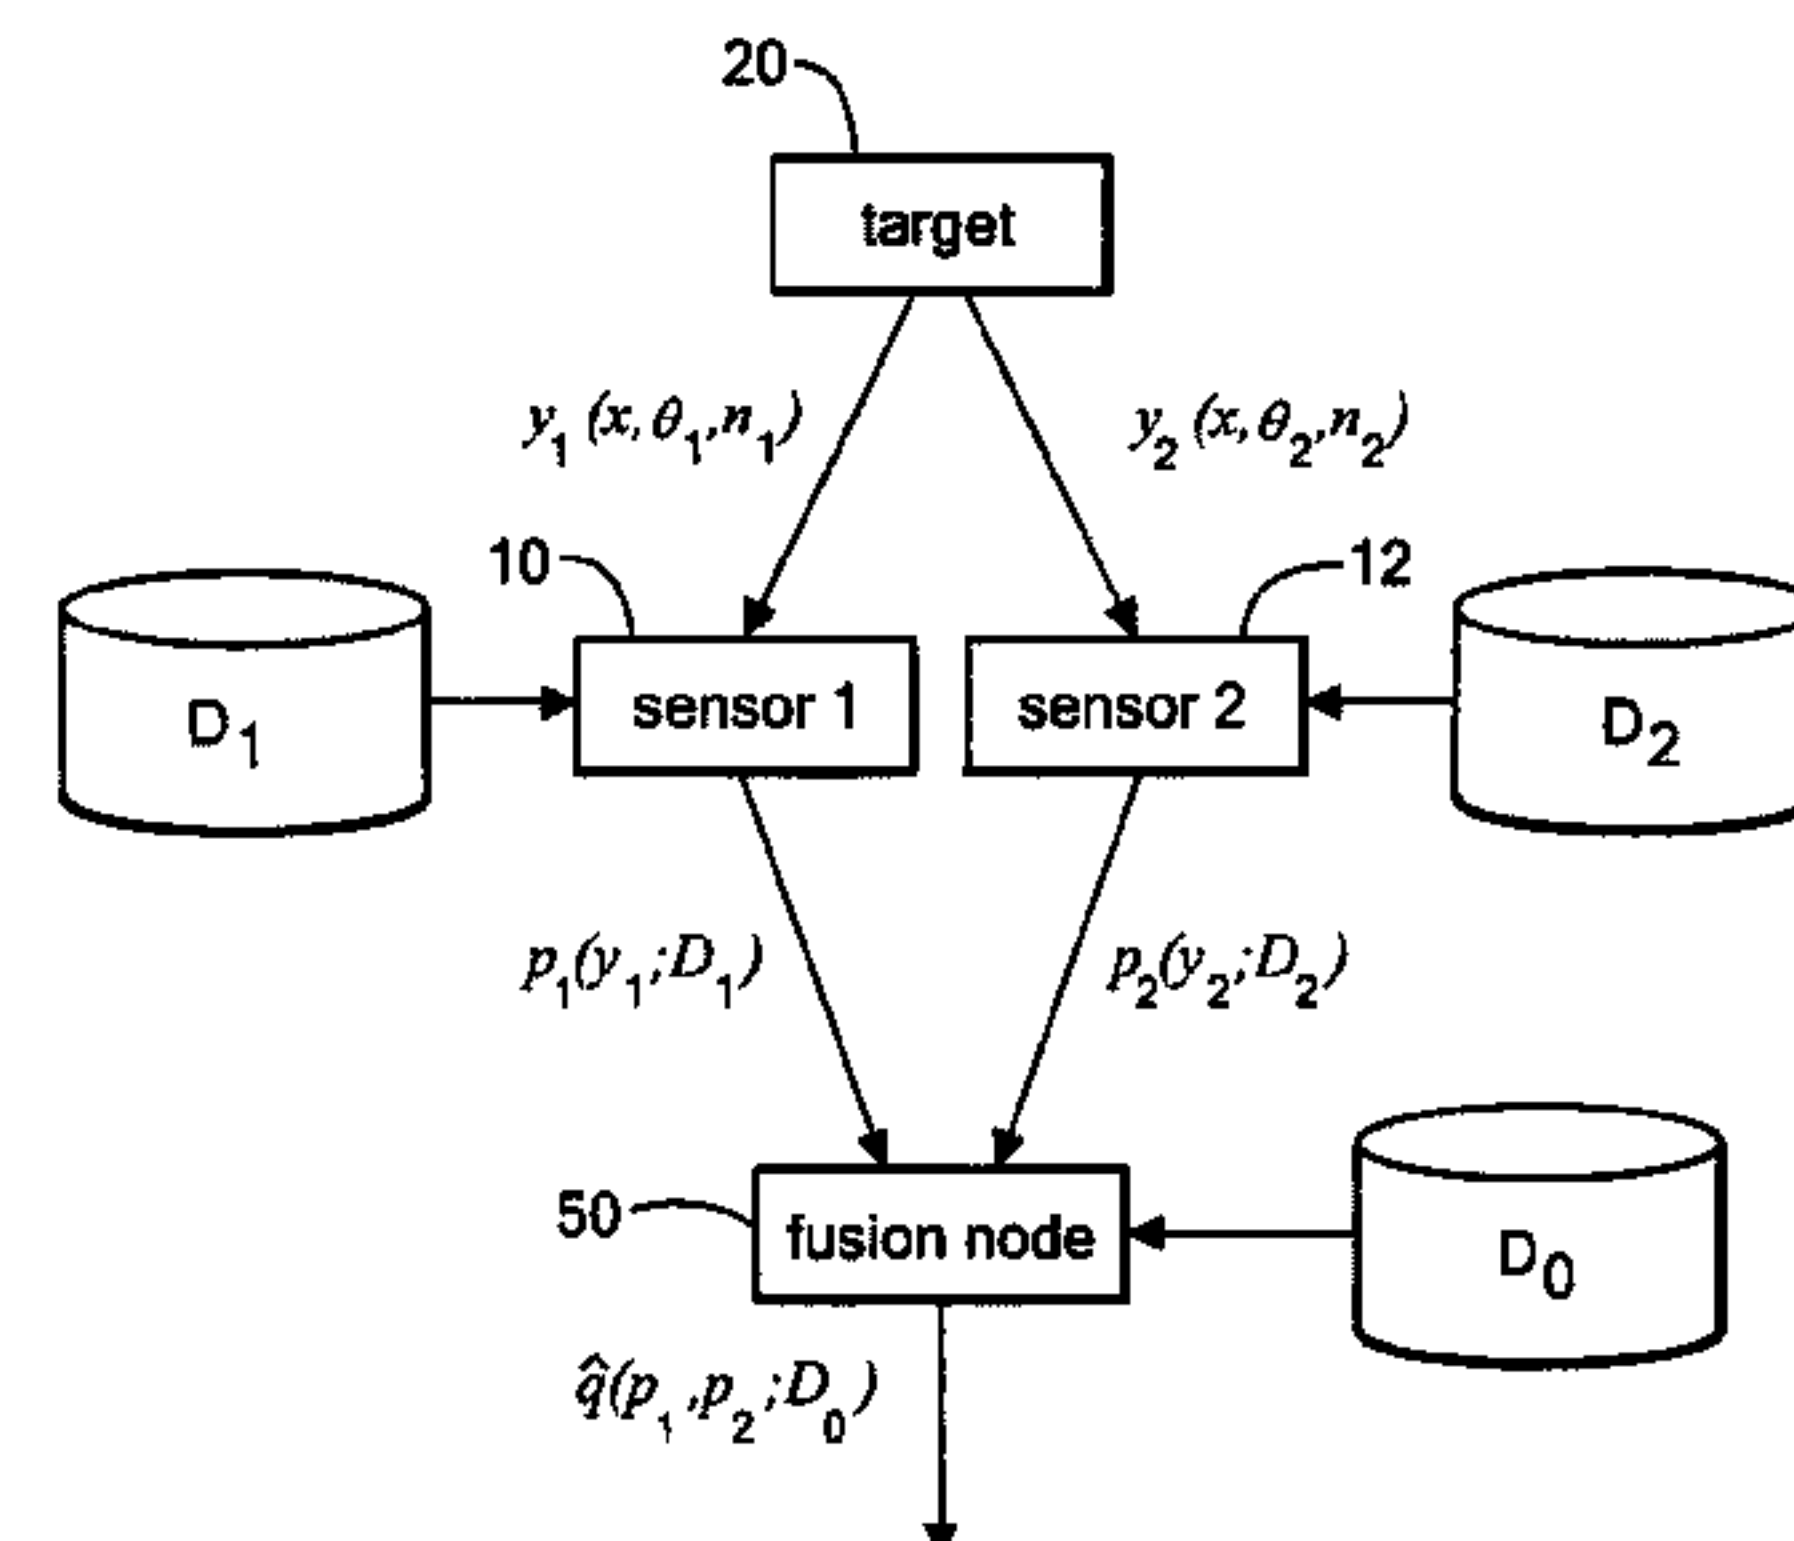 20
target
y₁ (x, θ₁,n₁)
y₂ (x, θ₂,n₂)
10
12
D₁
sensor 1
sensor 2
D₂
p₁(y₁;D₁)
p₂(y₂;D₂)
50
fusion node
D₀
q̂(p₁,p₂;D₀)